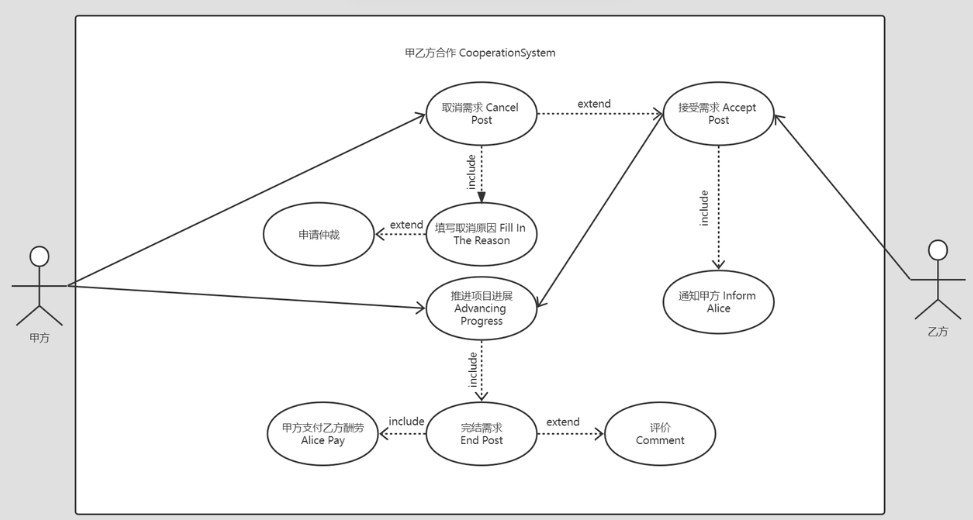 甲乙方合作 CooperationSystem
取消需求 Cancel
Post
extend
接受需求 Accept
Post
include
include
申请仲裁
extend
填写取消原因 Fill In
The Reason
推进项目进展
Advancing
Progress
通知甲方 Inform
Alice
甲方
乙方
include
甲方支付乙方酬劳
Alice Pay
include
完结需求
End Post
extend
评价
Comment